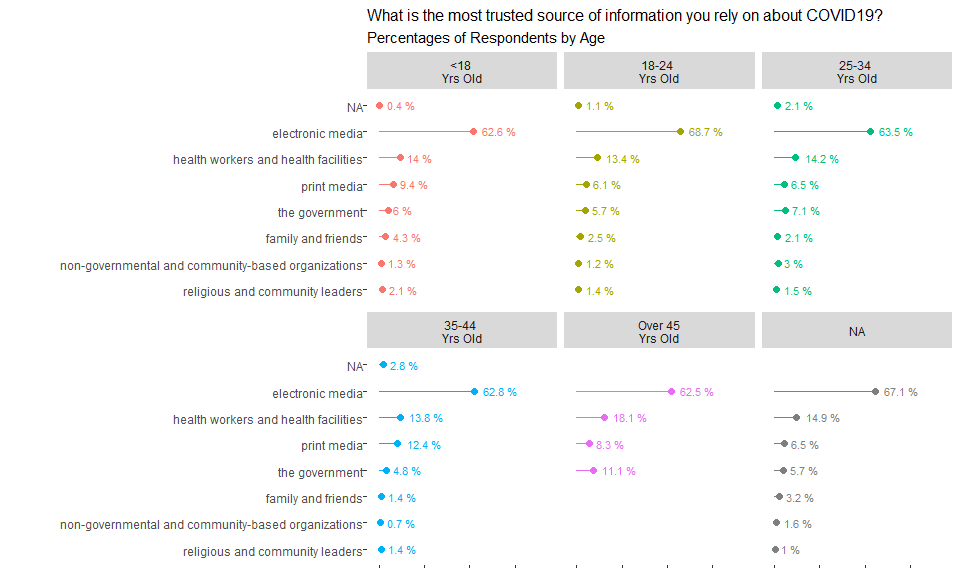 What is the most trusted source of information you rely on about COVID19?
Percentages of Respondents by Age
<18
Yrs Old
18-24
Yrs Old
25-34
Yrs Old
NA 0.4 % 1.1 % 2.1 %
electronic media 62.6 % 68.7 % 63.5 %
health workers and health facilities 14 % 13.4 % 14.2 %
print media 9.4 % 6.1 % 6.5 %
the government 6 % 5.7 % 7.1 %
family and friends 4.3 % 2.5 % 2.1 %
non-governmental and community-based organizations 1.3 % 1.2 % 3 %
religious and community leaders 2.1 % 1.4 % 1.5 %
35-44
Yrs Old
Over 45
Yrs Old
NA
NA 2.8 %
electronic media 62.8 % 62.5 % 67.1 %
health workers and health facilities 13.8 % 18.1 % 14.9 %
print media 12.4 % 8.3 % 6.5 %
the government 4.8 % 11.1 % 5.7 %
family and friends 1.4 % 3.2 %
non-governmental and community-based organizations 0.7 % 1.6 %
religious and community leaders 1.4 % 1 %